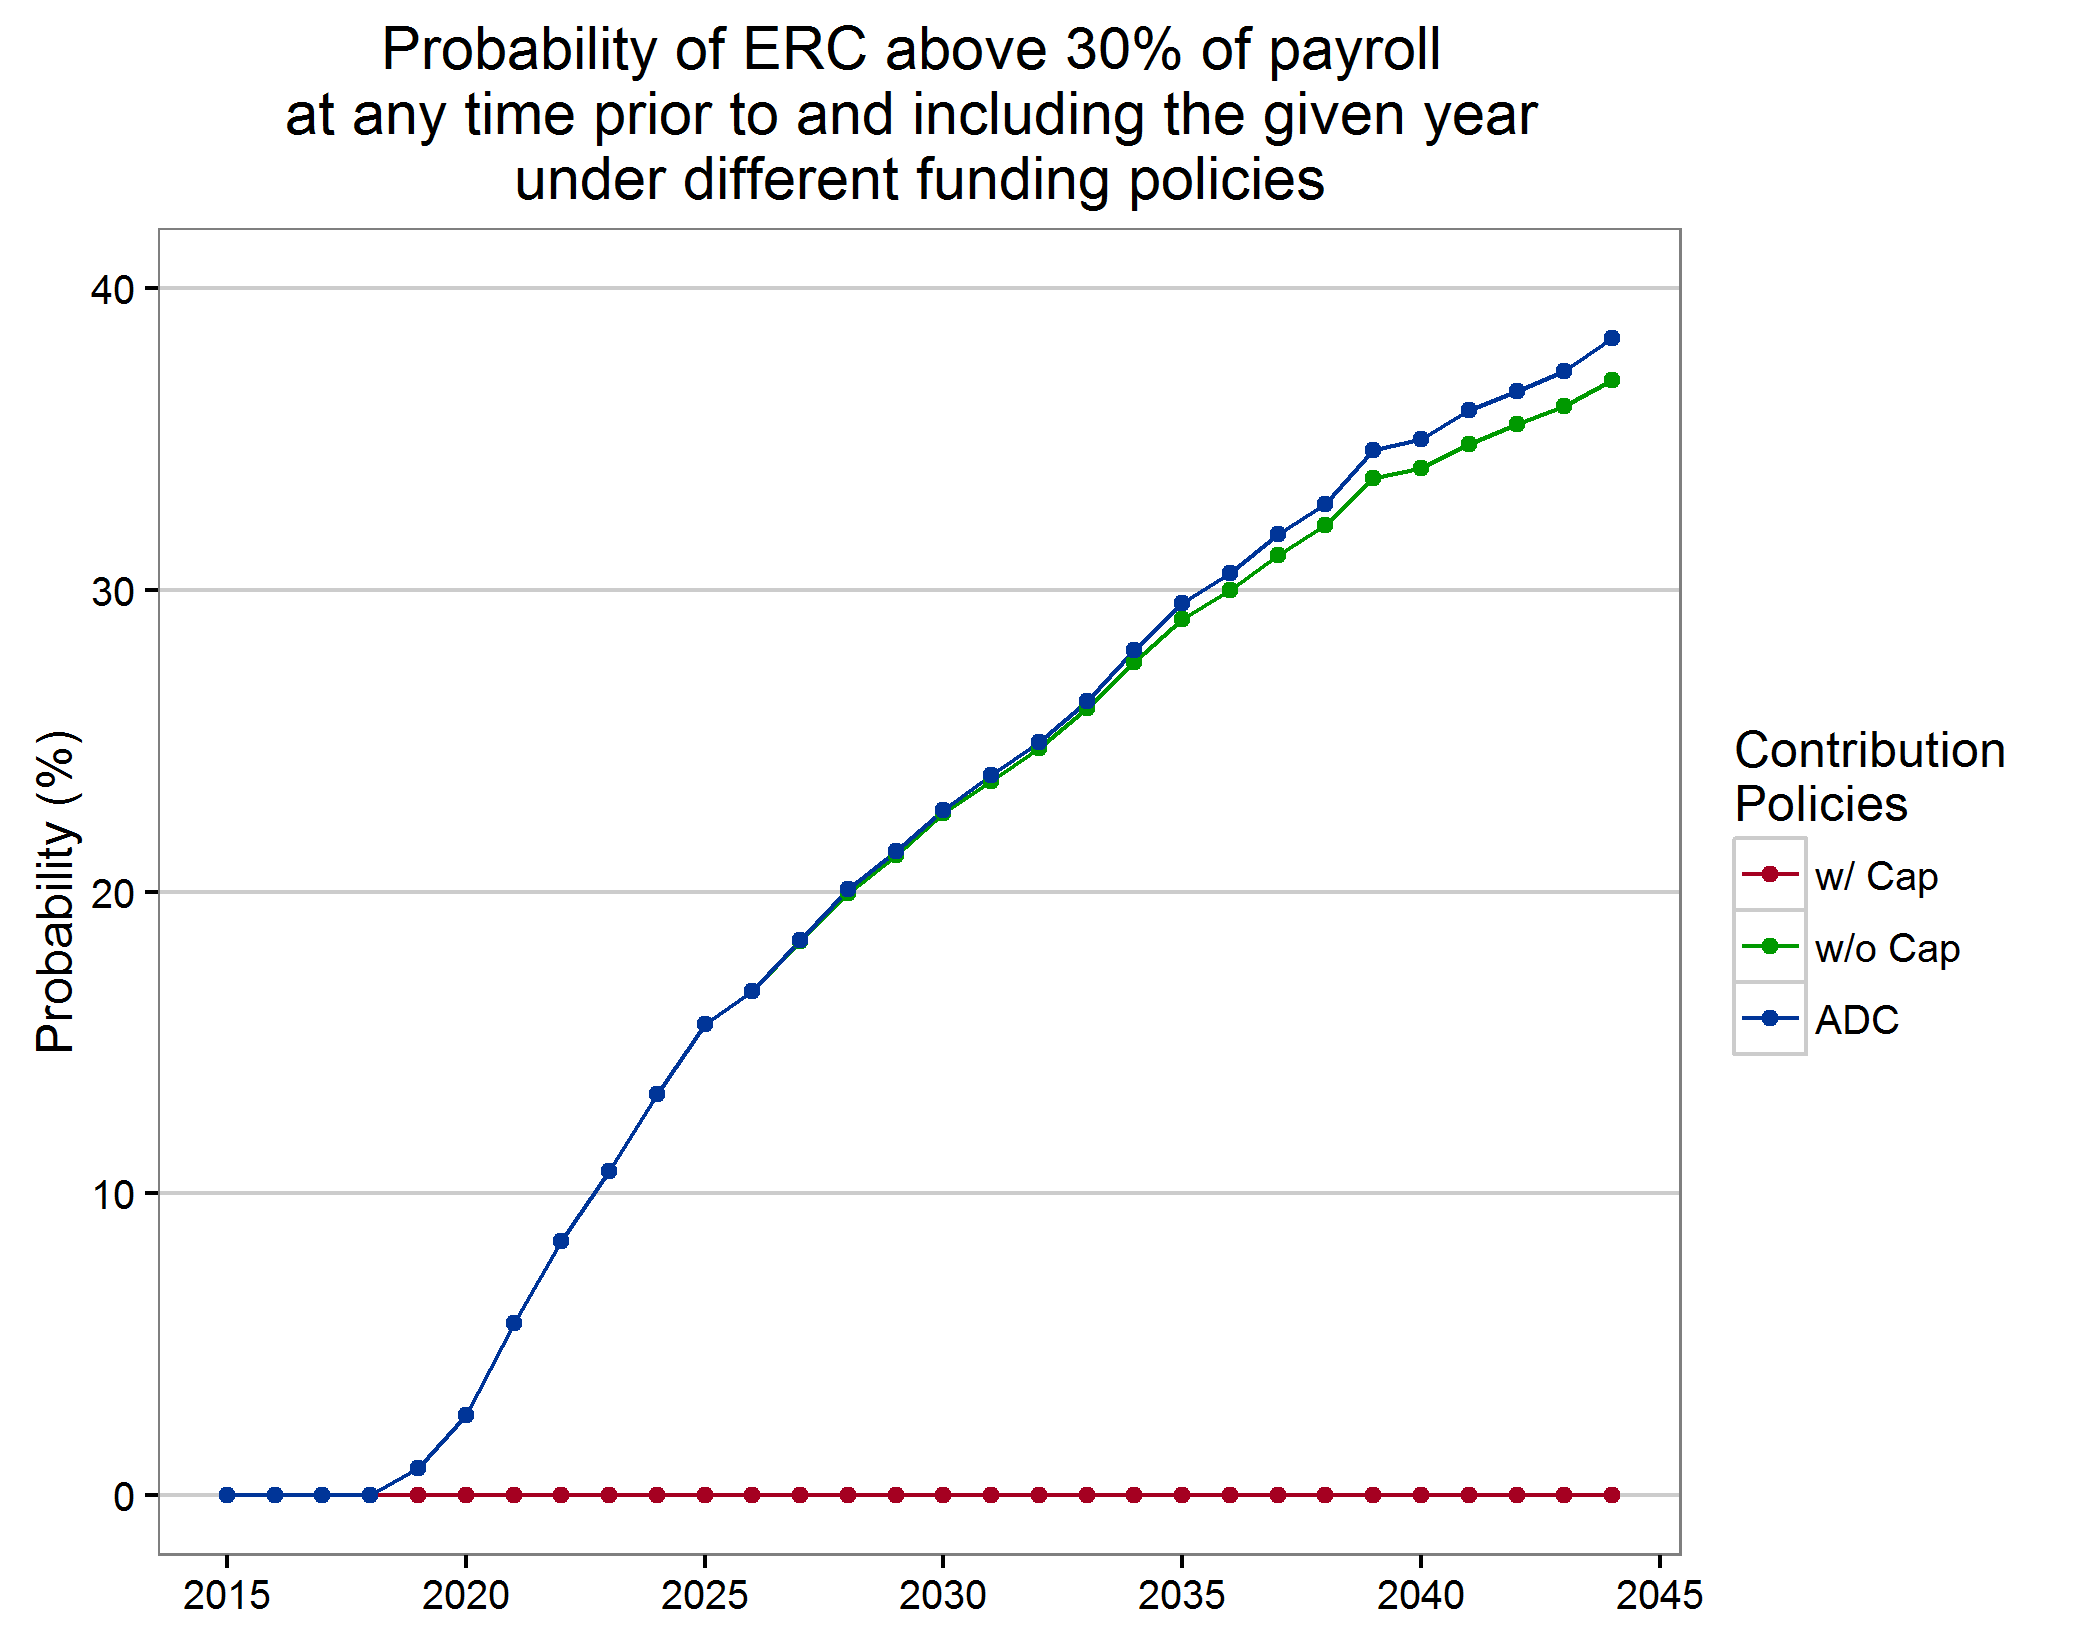 Probability of ERC above 30% of payroll
at any time prior to and including the given year
under different funding policies
40
30
20
10
0
Probability (%)
2015 2020 2025 2030 2035 2040 2045
Contribution
Policies
w/ Cap
w/o Cap
ADC